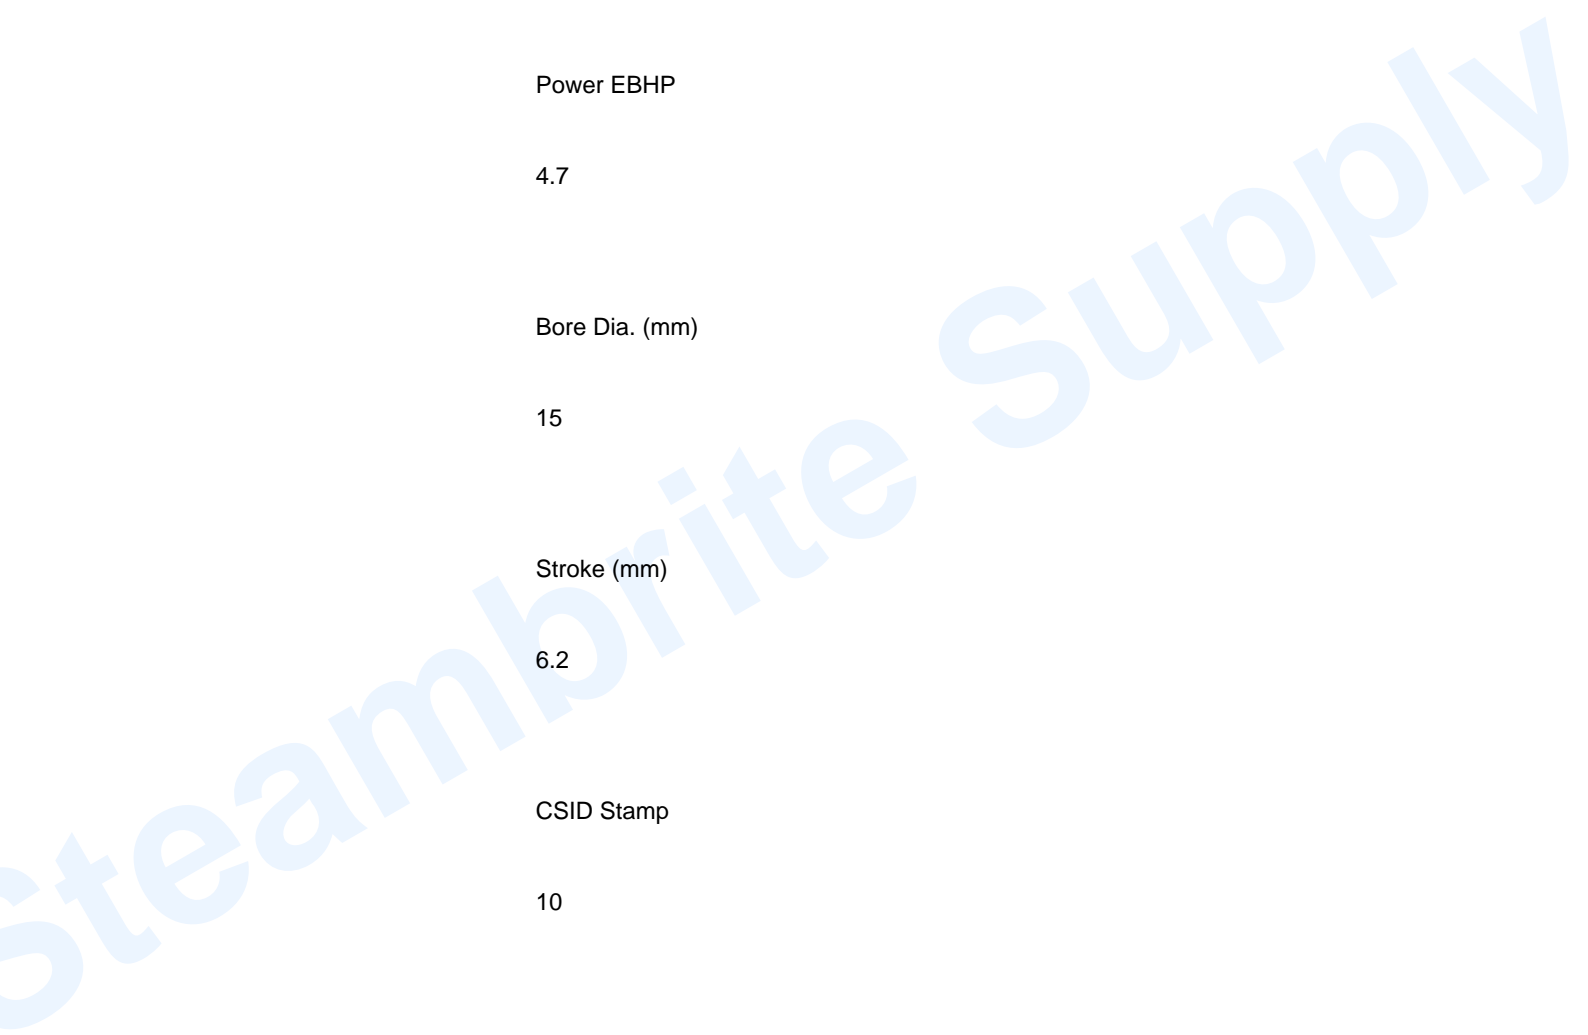 Power EBHP
4.7
Bore Dia. (mm)
15
Stroke (mm)
6.2
CSID Stamp
10
Steambrite Supply